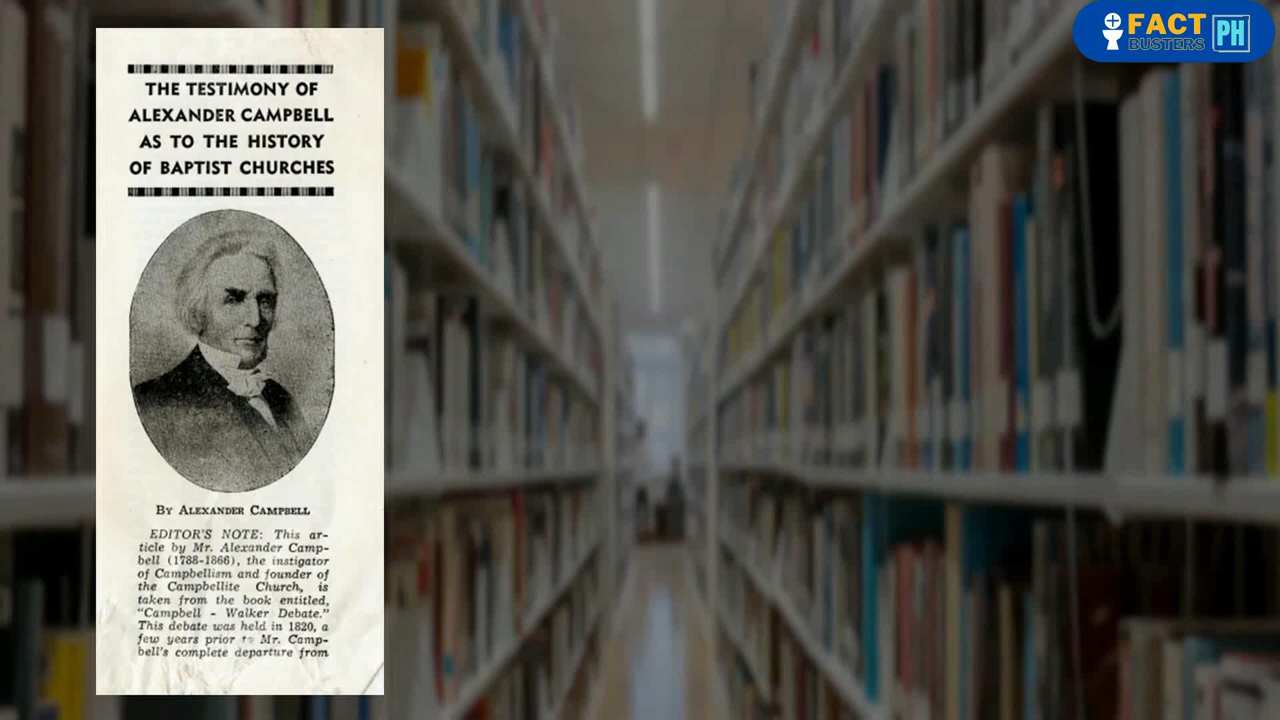 THE TESTIMONY OF
ALEXANDER CAMPBELL
AS TO THE HISTORY
OF BAPTIST CHURCHES
By Alexander Campbell
EDITOR'S NOTE: This ar-
ticle by Mr. Alexander Camp-
bell (1788-1866), the instigator
of Campbellism and founder of
the Campbellite Church, is
taken from the book entitled,
"Campbell - Walker Debate."
This debate was held in 1820, a
few years prior to Mr. Camp-
bell's complete departure from
FACT
BUSTERS
PH